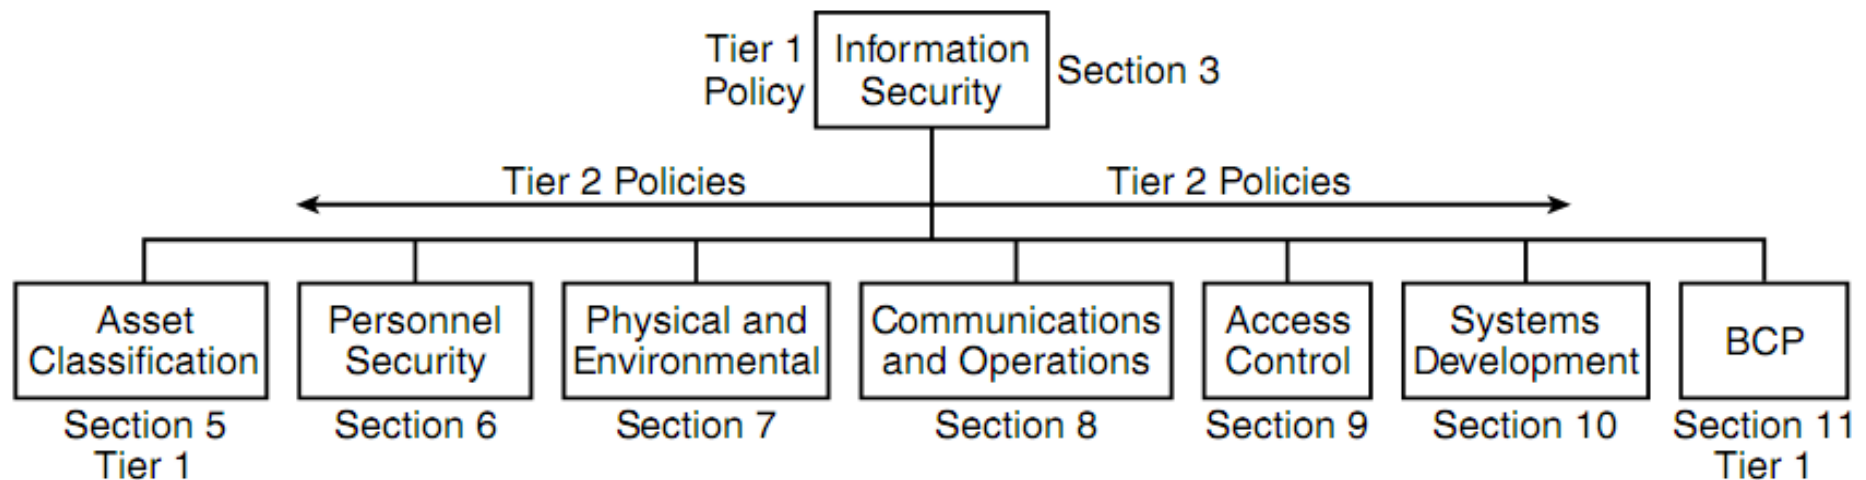 Tier 1
Policy
Information
Security
Section 3
Tier 2 Policies
Tier 2 Policies
Asset
Classification
Personnel
Security
Physical and
Environmental
Communications
and Operations
Access
Control
Systems
Development
BCP
Section 5
Tier 1
Section 6
Section 7
Section 8
Section 9
Section 10
Section 11
Tier 1